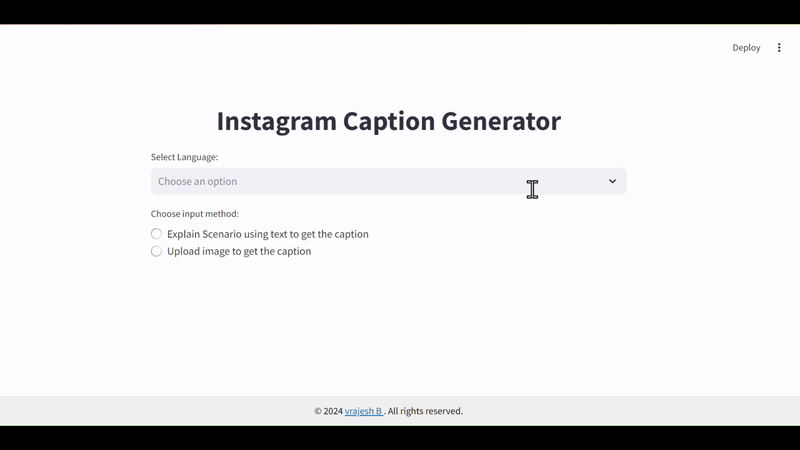 Deploy
Instagram Caption Generator
Select Language:
Choose an option
Choose input method:
Explain Scenario using text to get the caption
Upload image to get the caption
© 2024 vrajesh B . All rights reserved.